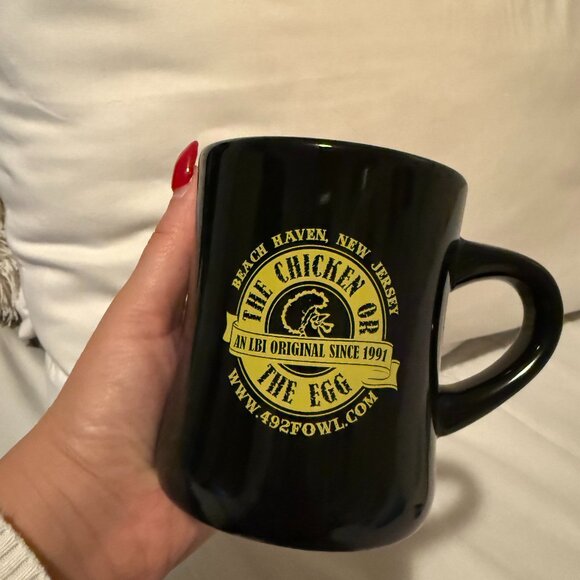 BEACH HAVEN, NEW JERSEY
THE CHICKEN OR
AN LBI ORIGINAL SINCE 1991
THE EGG
WWW.492FOWL.COM